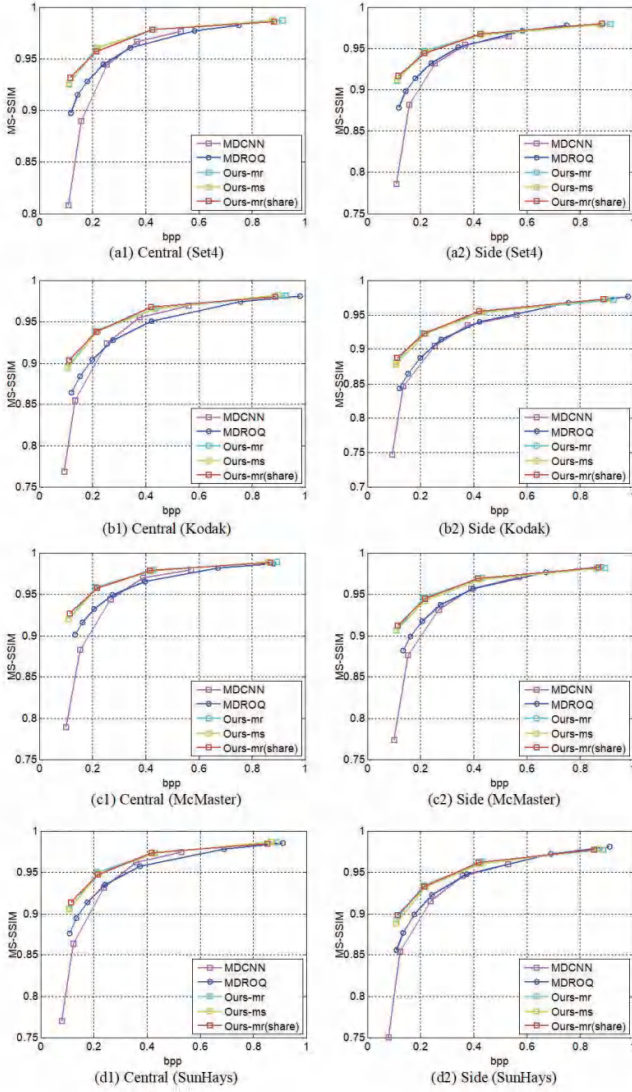 1
0.95
0.9
0.85
0.8
MS-SSIM
MDCNN
MDROQ
Ours-mr
Ours-ms
Ours-mr(share)
0 0.2 0.4 0.6 0.8 1
bpp
(a1) Central (Set4)
1
0.95
0.9
0.85
0.8
0.75
MS-SSIM
MDCNN
MDROQ
Ours-mr
Ours-ms
Ours-mr(share)
0 0.2 0.4 0.6 0.8 1
bpp
(a2) Side (Set4)
1
0.95
0.9
0.85
0.8
0.75
MS-SSIM
MDCNN
MDROQ
Ours-mr
Ours-ms
Ours-mr(share)
0 0.2 0.4 0.6 0.8 1
bpp
(b1) Central (Kodak)
1
0.95
0.9
0.85
0.8
0.75
0.7
MS-SSIM
MDCNN
MDROQ
Ours-mr
Ours-ms
Ours-mr(share)
0 0.2 0.4 0.6 0.8 1
bpp
(b2) Side (Kodak)
1
0.95
0.9
0.85
0.8
0.75
MS-SSIM
MDCNN
MDROQ
Ours-mr
Ours-ms
Ours-mr(share)
0 0.2 0.4 0.6 0.8 1
bpp
(c1) Central (McMaster)
1
0.95
0.9
0.85
0.8
0.75
MS-SSIM
MDCNN
MDROQ
Ours-mr
Ours-ms
Ours-mr(share)
0 0.2 0.4 0.6 0.8 1
bpp
(c2) Side (McMaster)
1
0.95
0.9
0.85
0.8
0.75
MS-SSIM
MDCNN
MDROQ
Ours-mr
Ours-ms
Ours-mr(share)
0 0.2 0.4 0.6 0.8 1
bpp
(d1) Central (SunHays)
1
0.95
0.9
0.85
0.8
0.75
MS-SSIM
MDCNN
MDROQ
Ours-mr
Ours-ms
Ours-mr(share)
0 0.2 0.4 0.6 0.8 1
bpp
(d2) Side (SunHays)